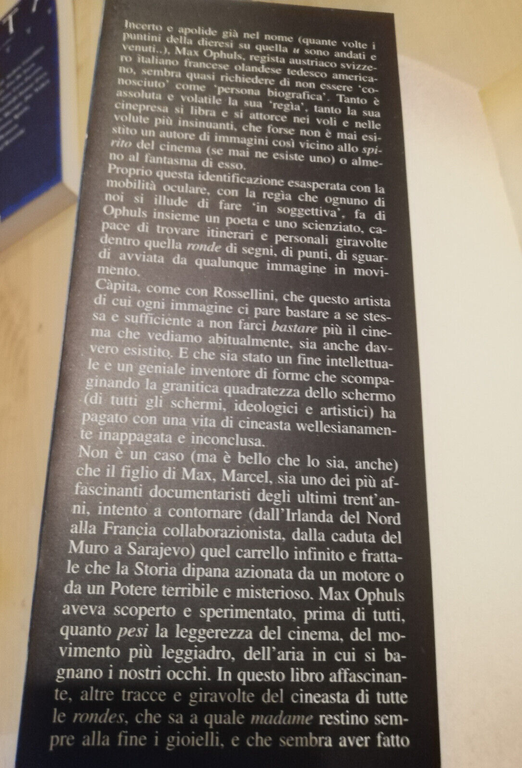 Incerto e apolide già nel nome (quante volte i
puntini della dieresi su quella u sono andati e
venuti..), Max Ophuls, regista austriaco svizze-
ro italiano francese olandese tedesco america-
no, sembra quasi richiedere di non essere 'co-
nosciuto' come 'persona biografica'. Tanto è
assoluta e volatile la sua 'regia', tanto la sua
cinepresa si libra e si attorce nei voli e nelle
volute più insinuanti, che forse non è mai esi-
stito un autore di immagini così vicino allo spi-
rito del cinema (se mai ne esiste uno) o alme-
no al fantasma di esso.
Proprio questa identificazione esasperata con la
mobilità oculare, con la regia che ognuno di
noi si illude di fare 'in soggettiva', fa di
Ophuls insieme un poeta e uno scienziato, ca-
pace di trovare itinerari e personali giravolte
dentro quella ronde di segni, di punti, di sguar-
di avviata da qualunque immagine in movi-
mento.
Càpita, come con Rossellini, che questo artista
di cui ogni immagine ci pare bastare a se stes-
sa e sufficiente a non farci bastare più il cine-
ma che vediamo abitualmente, sia anche dav-
vero esistito. E che sia stato un fine intellettua-
le e un geniale inventore di forme che scompa-
ginando la granitica quadratezza dello schermo
(di tutti gli schermi, ideologici e artistici) ha
pagato con una vita di cineasta wellesianamen-
te inappagata e inconclusa.
Non è un caso (ma è bello che lo sia, anche)
che il figlio di Max, Marcel, sia uno dei più af-
fascinanti documentaristi degli ultimi trent'an-
ni, intento a contornare (dall'Irlanda del Nord
alla Francia collaborazionista, dalla caduta del
Muro a Sarajevo) quel carrello infinito e fratta-
le che la Storia dipana azionata da un motore o
da un Potere terribile e misterioso. Max Ophuls
aveva scoperto e sperimentato, prima di tutti,
quanto pesi la leggerezza del cinema, del mo-
vimento più leggiadro, dell'aria in cui si ba-
gnano i nostri occhi. In questo libro affascinan-
te, altre tracce e giravolte del cineasta di tutte
le rondes, che sa a quale madame restino sem-
pre alla fine i gioielli, e che sembra aver fatto